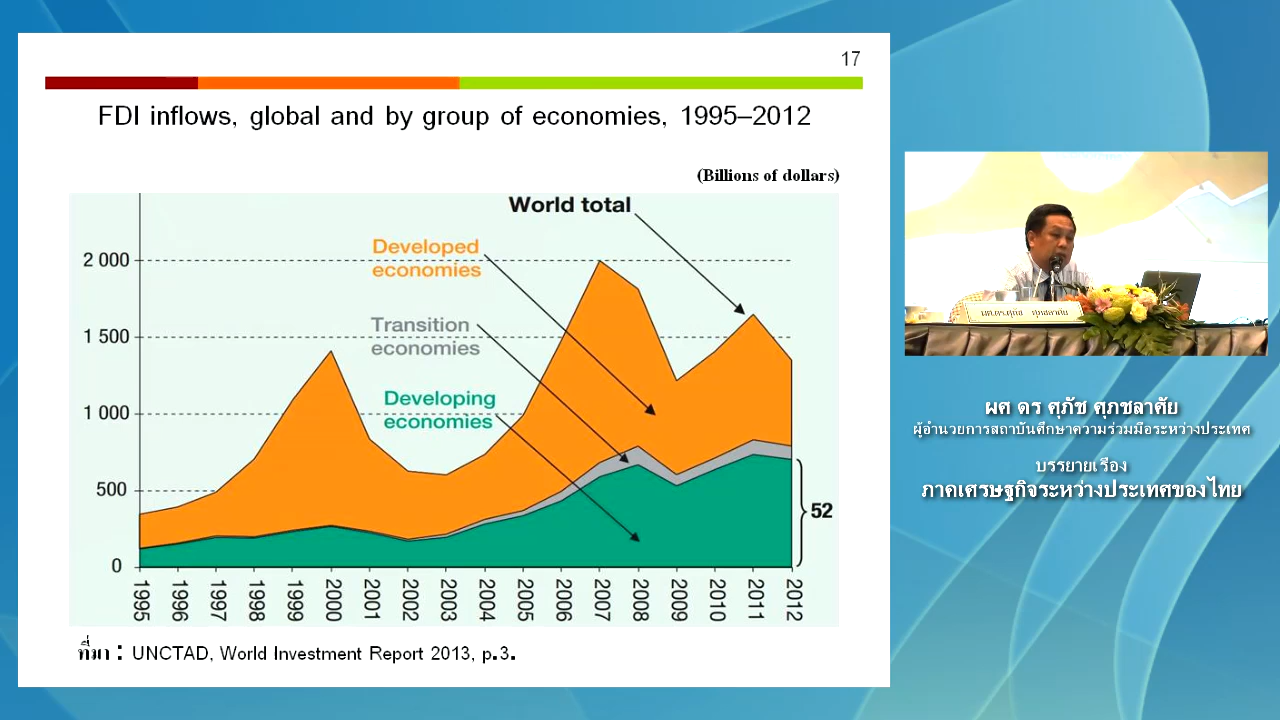 17
FDI inflows, global and by group of economies, 1995–2012
(Billions of dollars)
World total
Developed
economies
Transition
economies
Developing
economies
2 000
1 500
1 000
500
0
52
1995 1996 1997 1998 1999 2000 2001 2002 2003 2004 2005 2006 2007 2008 2009 2010 2011 2012
ที่มา : UNCTAD, World Investment Report 2013, p.3.
ผศ ดร ศุภัช ศุภชลาศัย
ผู้อำนวยการสถาบันศึกษาความร่วมมือระหว่างประเทศ
บรรยายเรื่อง
ภาคเศรษฐกิจระหว่างประเทศของไทย